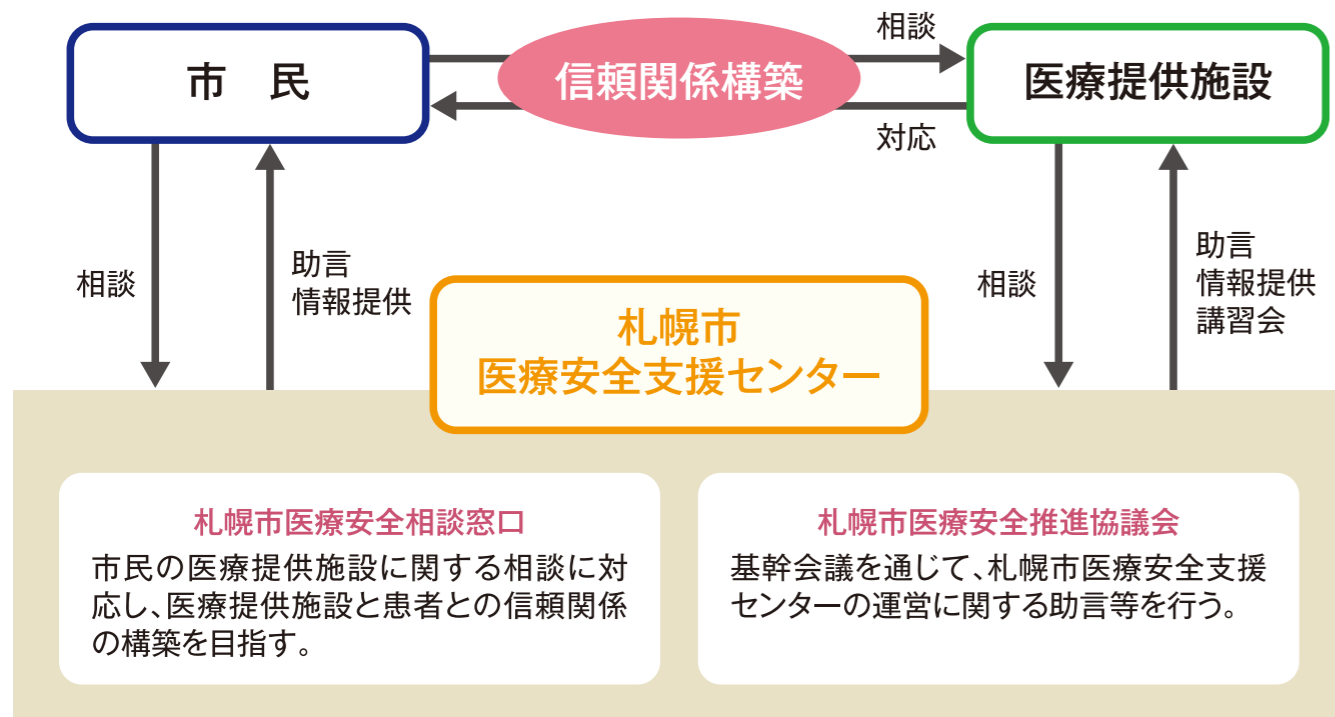 市　民
信頼関係構築
相談
医療提供施設
対応
相談
助言
情報提供
相談
助言
情報提供
講習会
札幌市
医療安全支援センター
札幌市医療安全相談窓口
市民の医療提供施設に関する相談に対
応し、医療提供施設と患者との信頼関係
の構築を目指す。
札幌市医療安全推進協議会
基幹会議を通じて、札幌市医療安全支援
センターの運営に関する助言等を行う。